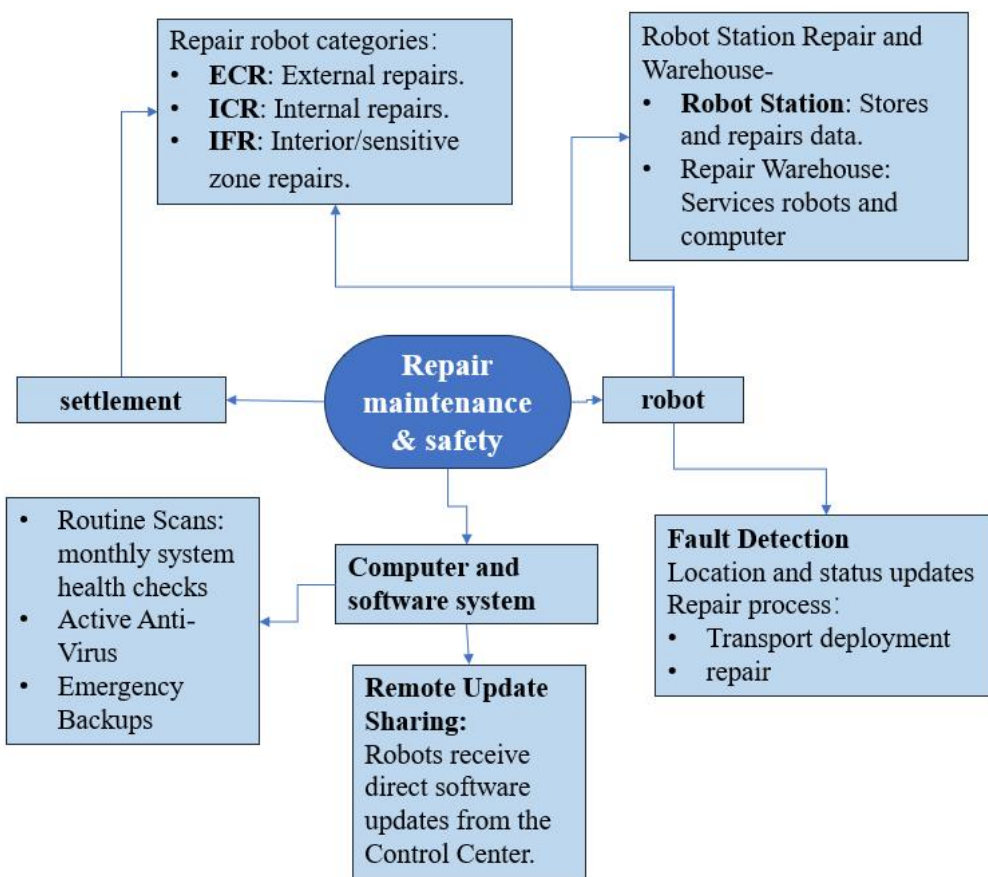 Repair robot categories：
• ECR: External repairs.
• ICR: Internal repairs.
• IFR: Interior/sensitive
zone repairs.
Robot Station Repair and
Warehouse-
• Robot Station: Stores
and repairs data.
• Repair Warehouse:
Services robots and
computer
settlement
Repair
maintenance
& safety
robot
• Routine Scans:
monthly system
health checks
• Active Anti-
Virus
• Emergency
Backups
Computer and
software system
Fault Detection
Location and status updates
Repair process：
• Transport deployment
• repair
Remote Update
Sharing:
Robots receive
direct software
updates from the
Control Center.